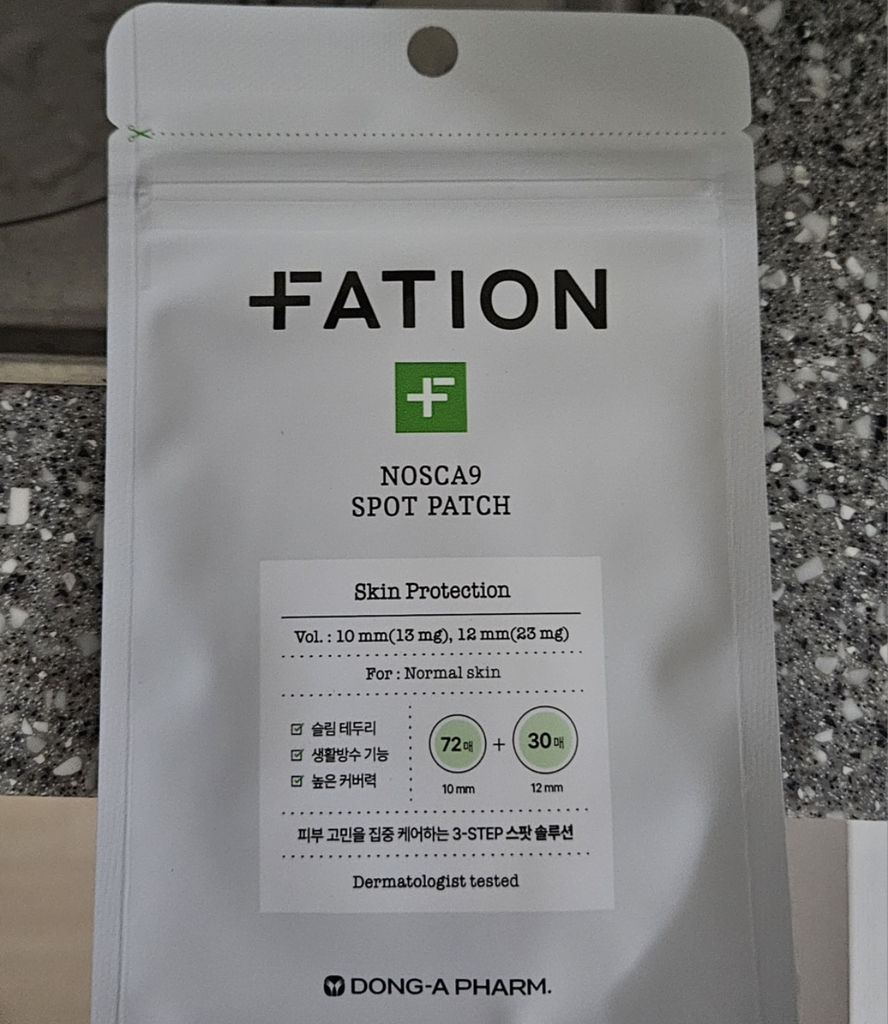 FATION
F
NOSCA9
SPOT PATCH
Skin Protection
Vol. : 10 mm(13 mg), 12 mm(23 mg)
For : Normal skin
슬림 테두리
생활방수 기능
높은 커버력
72매 + 30매
10 mm 12 mm
피부 고민을 집중 케어하는 3-STEP 스팟 솔루션
Dermatologist tested
DONG-A PHARM.